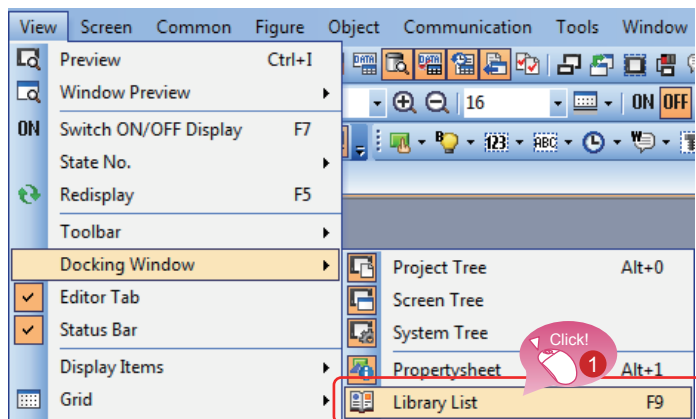 View Screen Common Figure Object Communication Tools Window
Preview Ctrl+I
Window Preview
16 ON OFF
ON Switch ON/OFF Display F7
State No.
B 123 ABC
Redisplay F5
Toolbar
Docking Window
Project Tree Alt+0
Editor Tab
Screen Tree
Status Bar
System Tree
Click!
1
Display Items
Propertysheet Alt+1
Grid
Library List F9